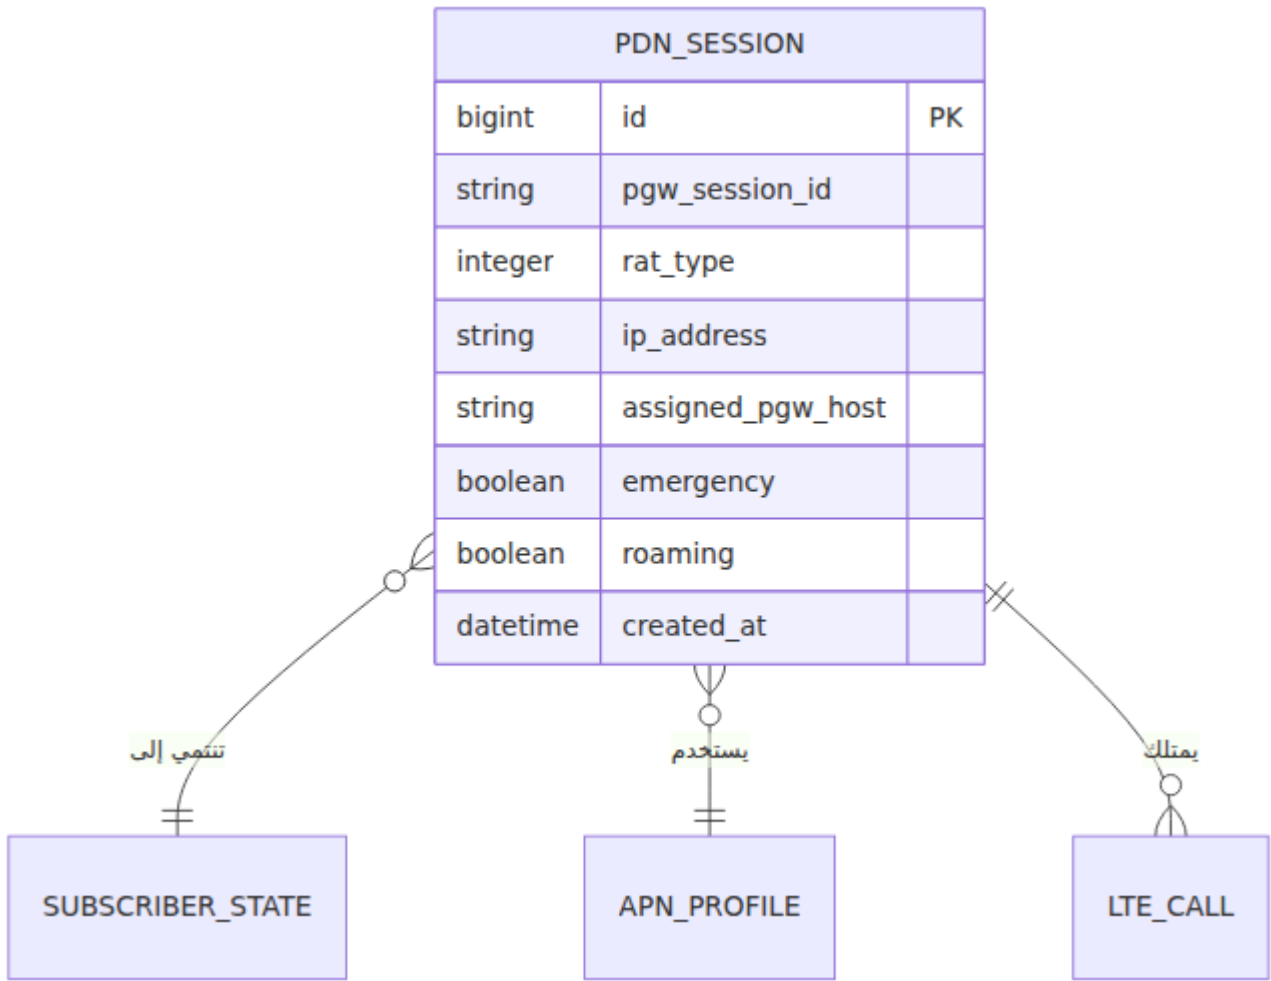 PDN_SESSION
bigint id PK
string pgw_session_id
integer rat_type
string ip_address
string assigned_pgw_host
boolean emergency
boolean roaming
datetime created_at
تنتمي إلى
يستخدم
يمتلك
SUBSCRIBER_STATE
APN_PROFILE
LTE_CALL